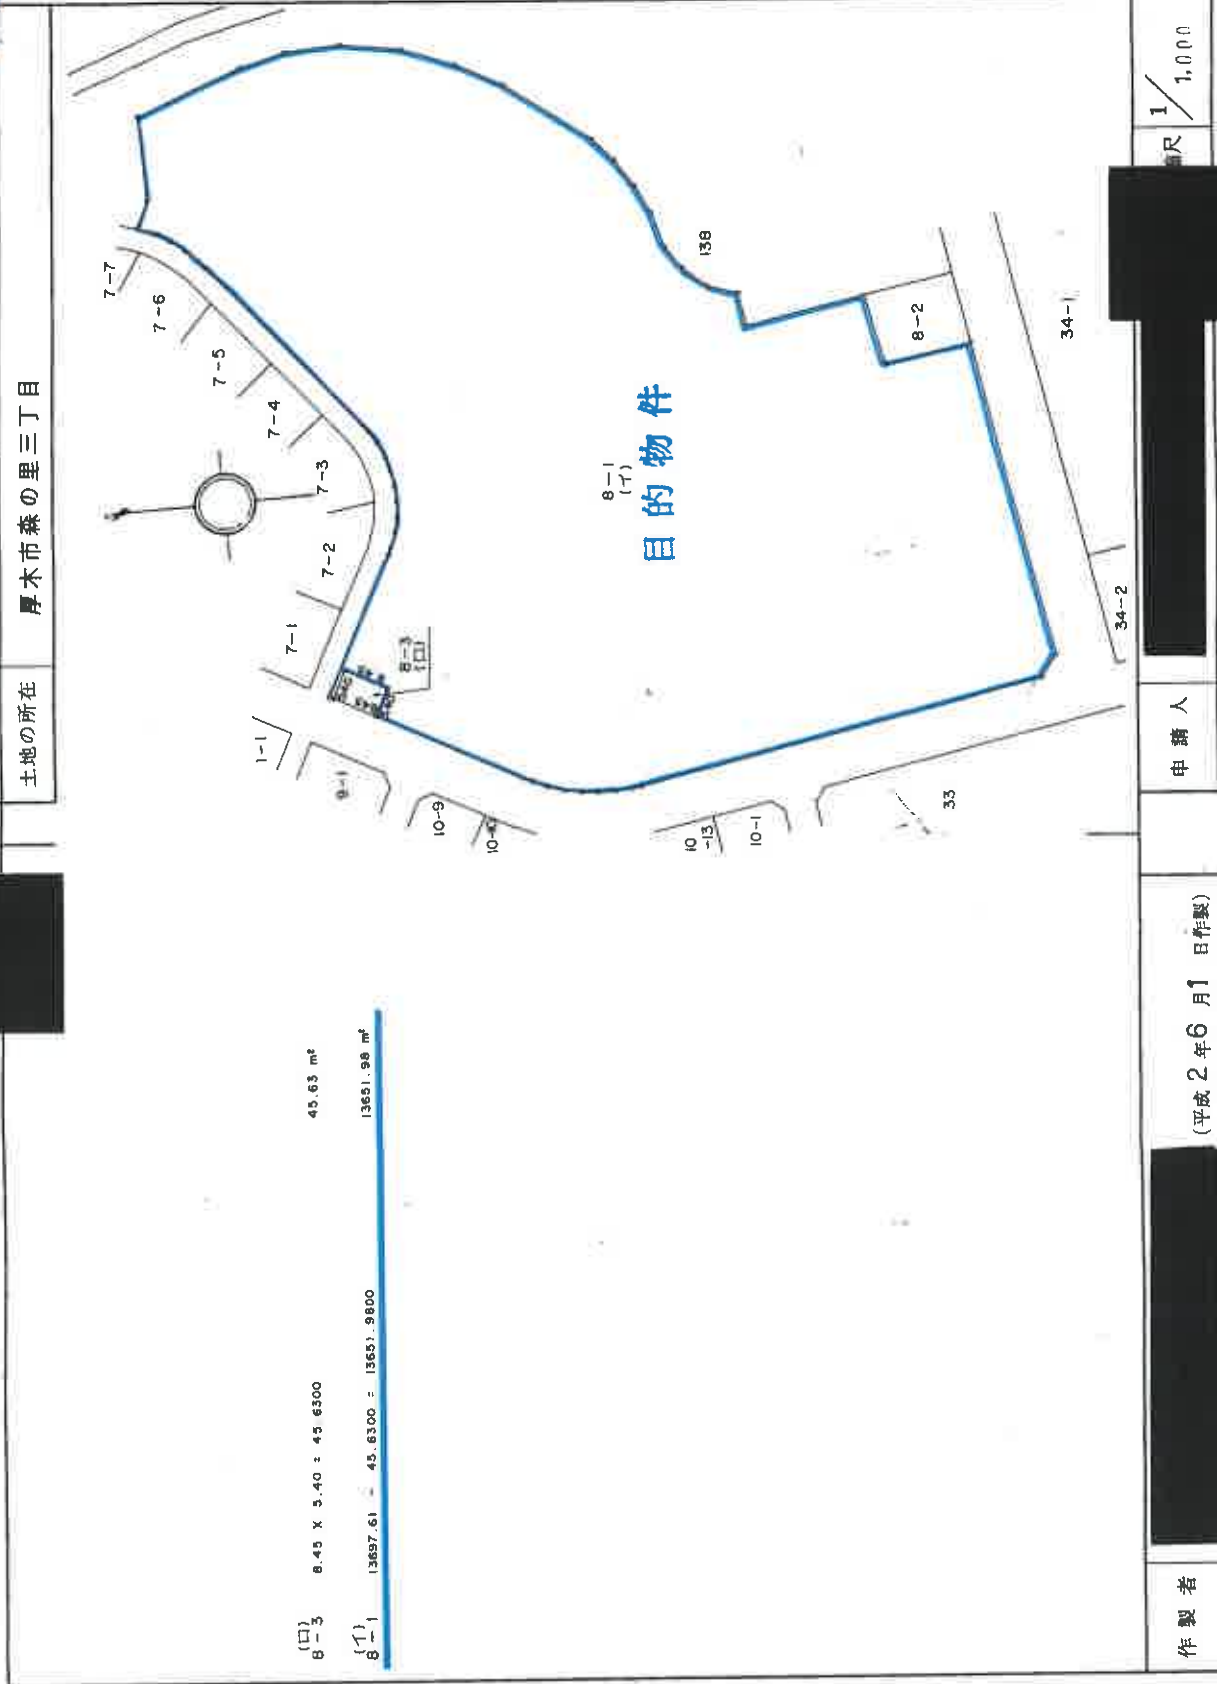 土地の所在
厚木市森の里三丁目
(ロ)
8-3
8.45 X 5.40 = 45.6300
45.63 m²
(イ)
8-1
13697.61 - 45.6300 = 13651.9800
13651.98 m²
7-7
7-6
7-5
7-4
7-3
7-2
7-1
1-1
9-1
10-9
10
-13
10-1
33
8-3
(ロ)
8-1
(イ)
目的物件
138
8-2
34-1
34-2
作製者
(平成2年6月1日作製)
申請人
縮尺
1/1,000